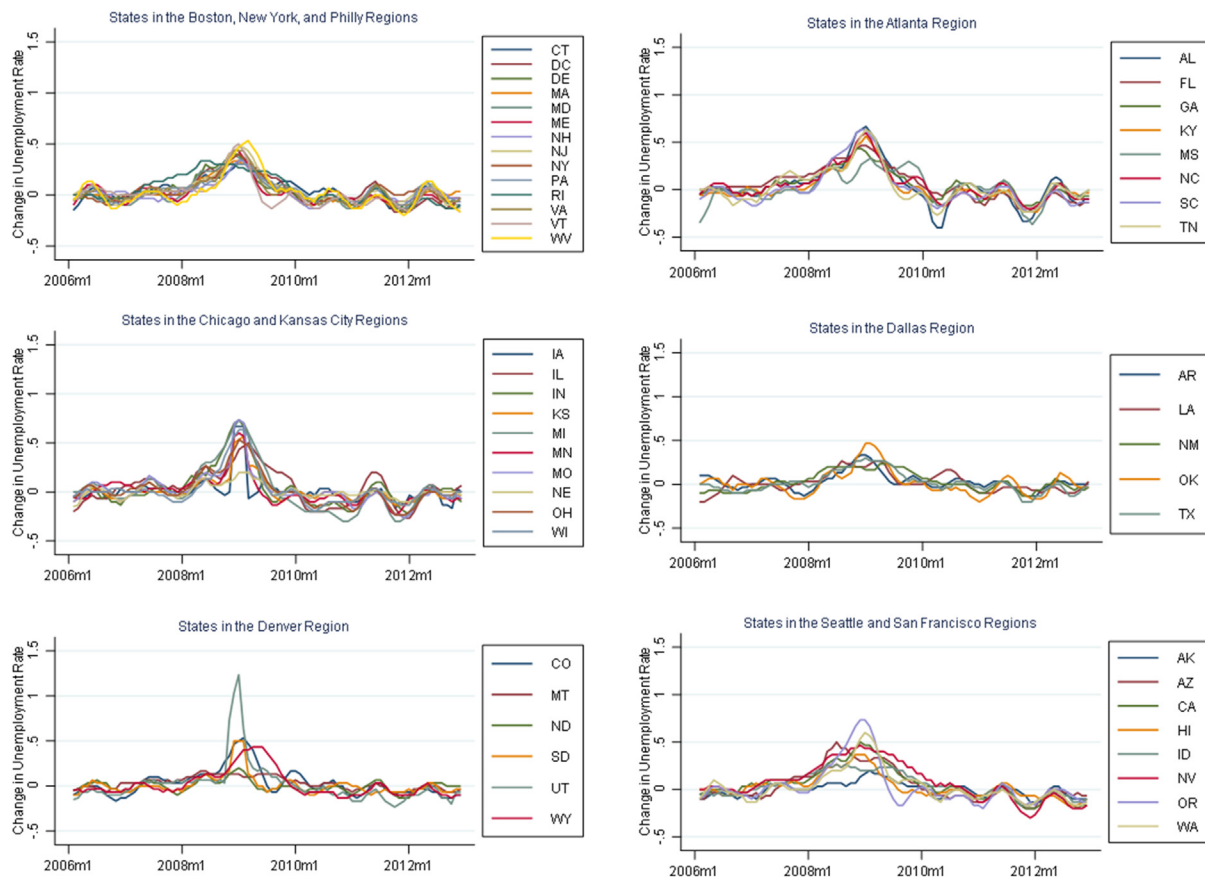 States in the Boston, New York, and Philly Regions
Change in Unemployment Rate
1.5
1
.5
0
-.5
2006m1 2008m1 2010m1 2012m1
CT
DC
DE
MA
MD
ME
NH
NJ
NY
PA
RI
VA
VT
WV
States in the Atlanta Region
Change in Unemployment Rate
1.5
1
.5
0
-.5
2006m1 2008m1 2010m1 2012m1
AL
FL
GA
KY
MS
NC
SC
TN
States in the Chicago and Kansas City Regions
Change in Unemployment Rate
1.5
1
.5
0
-.5
2006m1 2008m1 2010m1 2012m1
IA
IL
IN
KS
MI
MN
MO
NE
OH
WI
States in the Dallas Region
Change in Unemployment Rate
1.5
1
.5
0
-.5
2006m1 2008m1 2010m1 2012m1
AR
LA
NM
OK
TX
States in the Denver Region
Change in Unemployment Rate
1.5
1
.5
0
-.5
2006m1 2008m1 2010m1 2012m1
CO
MT
ND
SD
UT
WY
States in the Seattle and San Francisco Regions
Change in Unemployment Rate
1.5
1
.5
0
-.5
2006m1 2008m1 2010m1 2012m1
AK
AZ
CA
HI
ID
NV
OR
WA